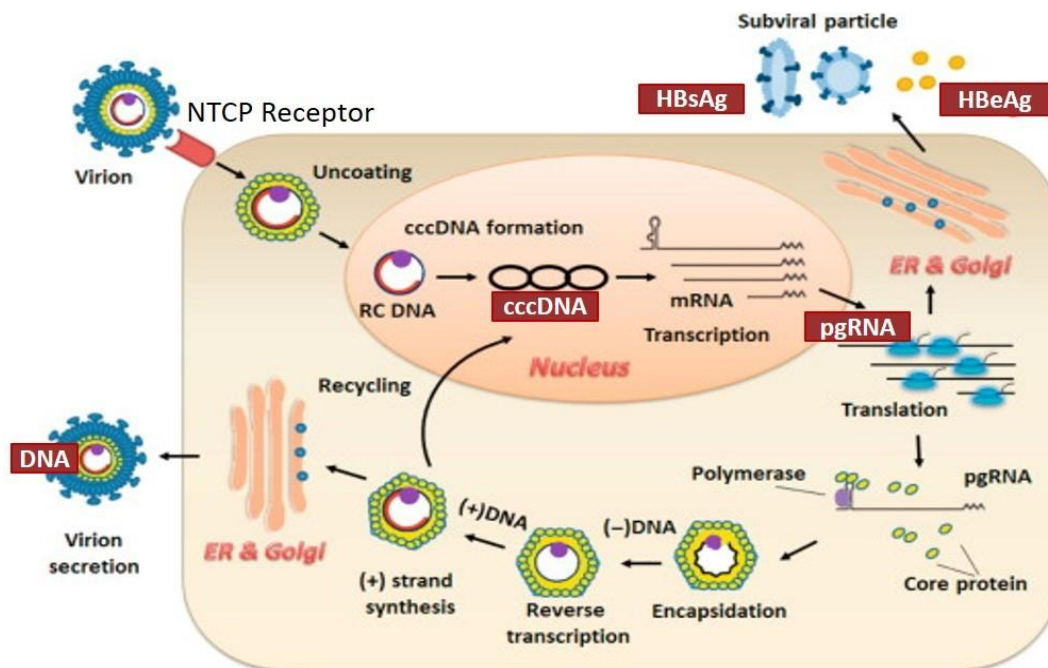 Subviral particle
HBsAg
HBeAg
NTCP Receptor
Virion
Uncoating
cccDNA formation
RC DNA
cccDNA
mRNA
Transcription
Nucleus
pgRNA
ER & Golgi
Translation
Recycling
DNA
Virion
secretion
ER & Golgi
(+)DNA
(+) strand
synthesis
(−)DNA
Reverse
transcription
Encapsidation
Polymerase
pgRNA
Core protein